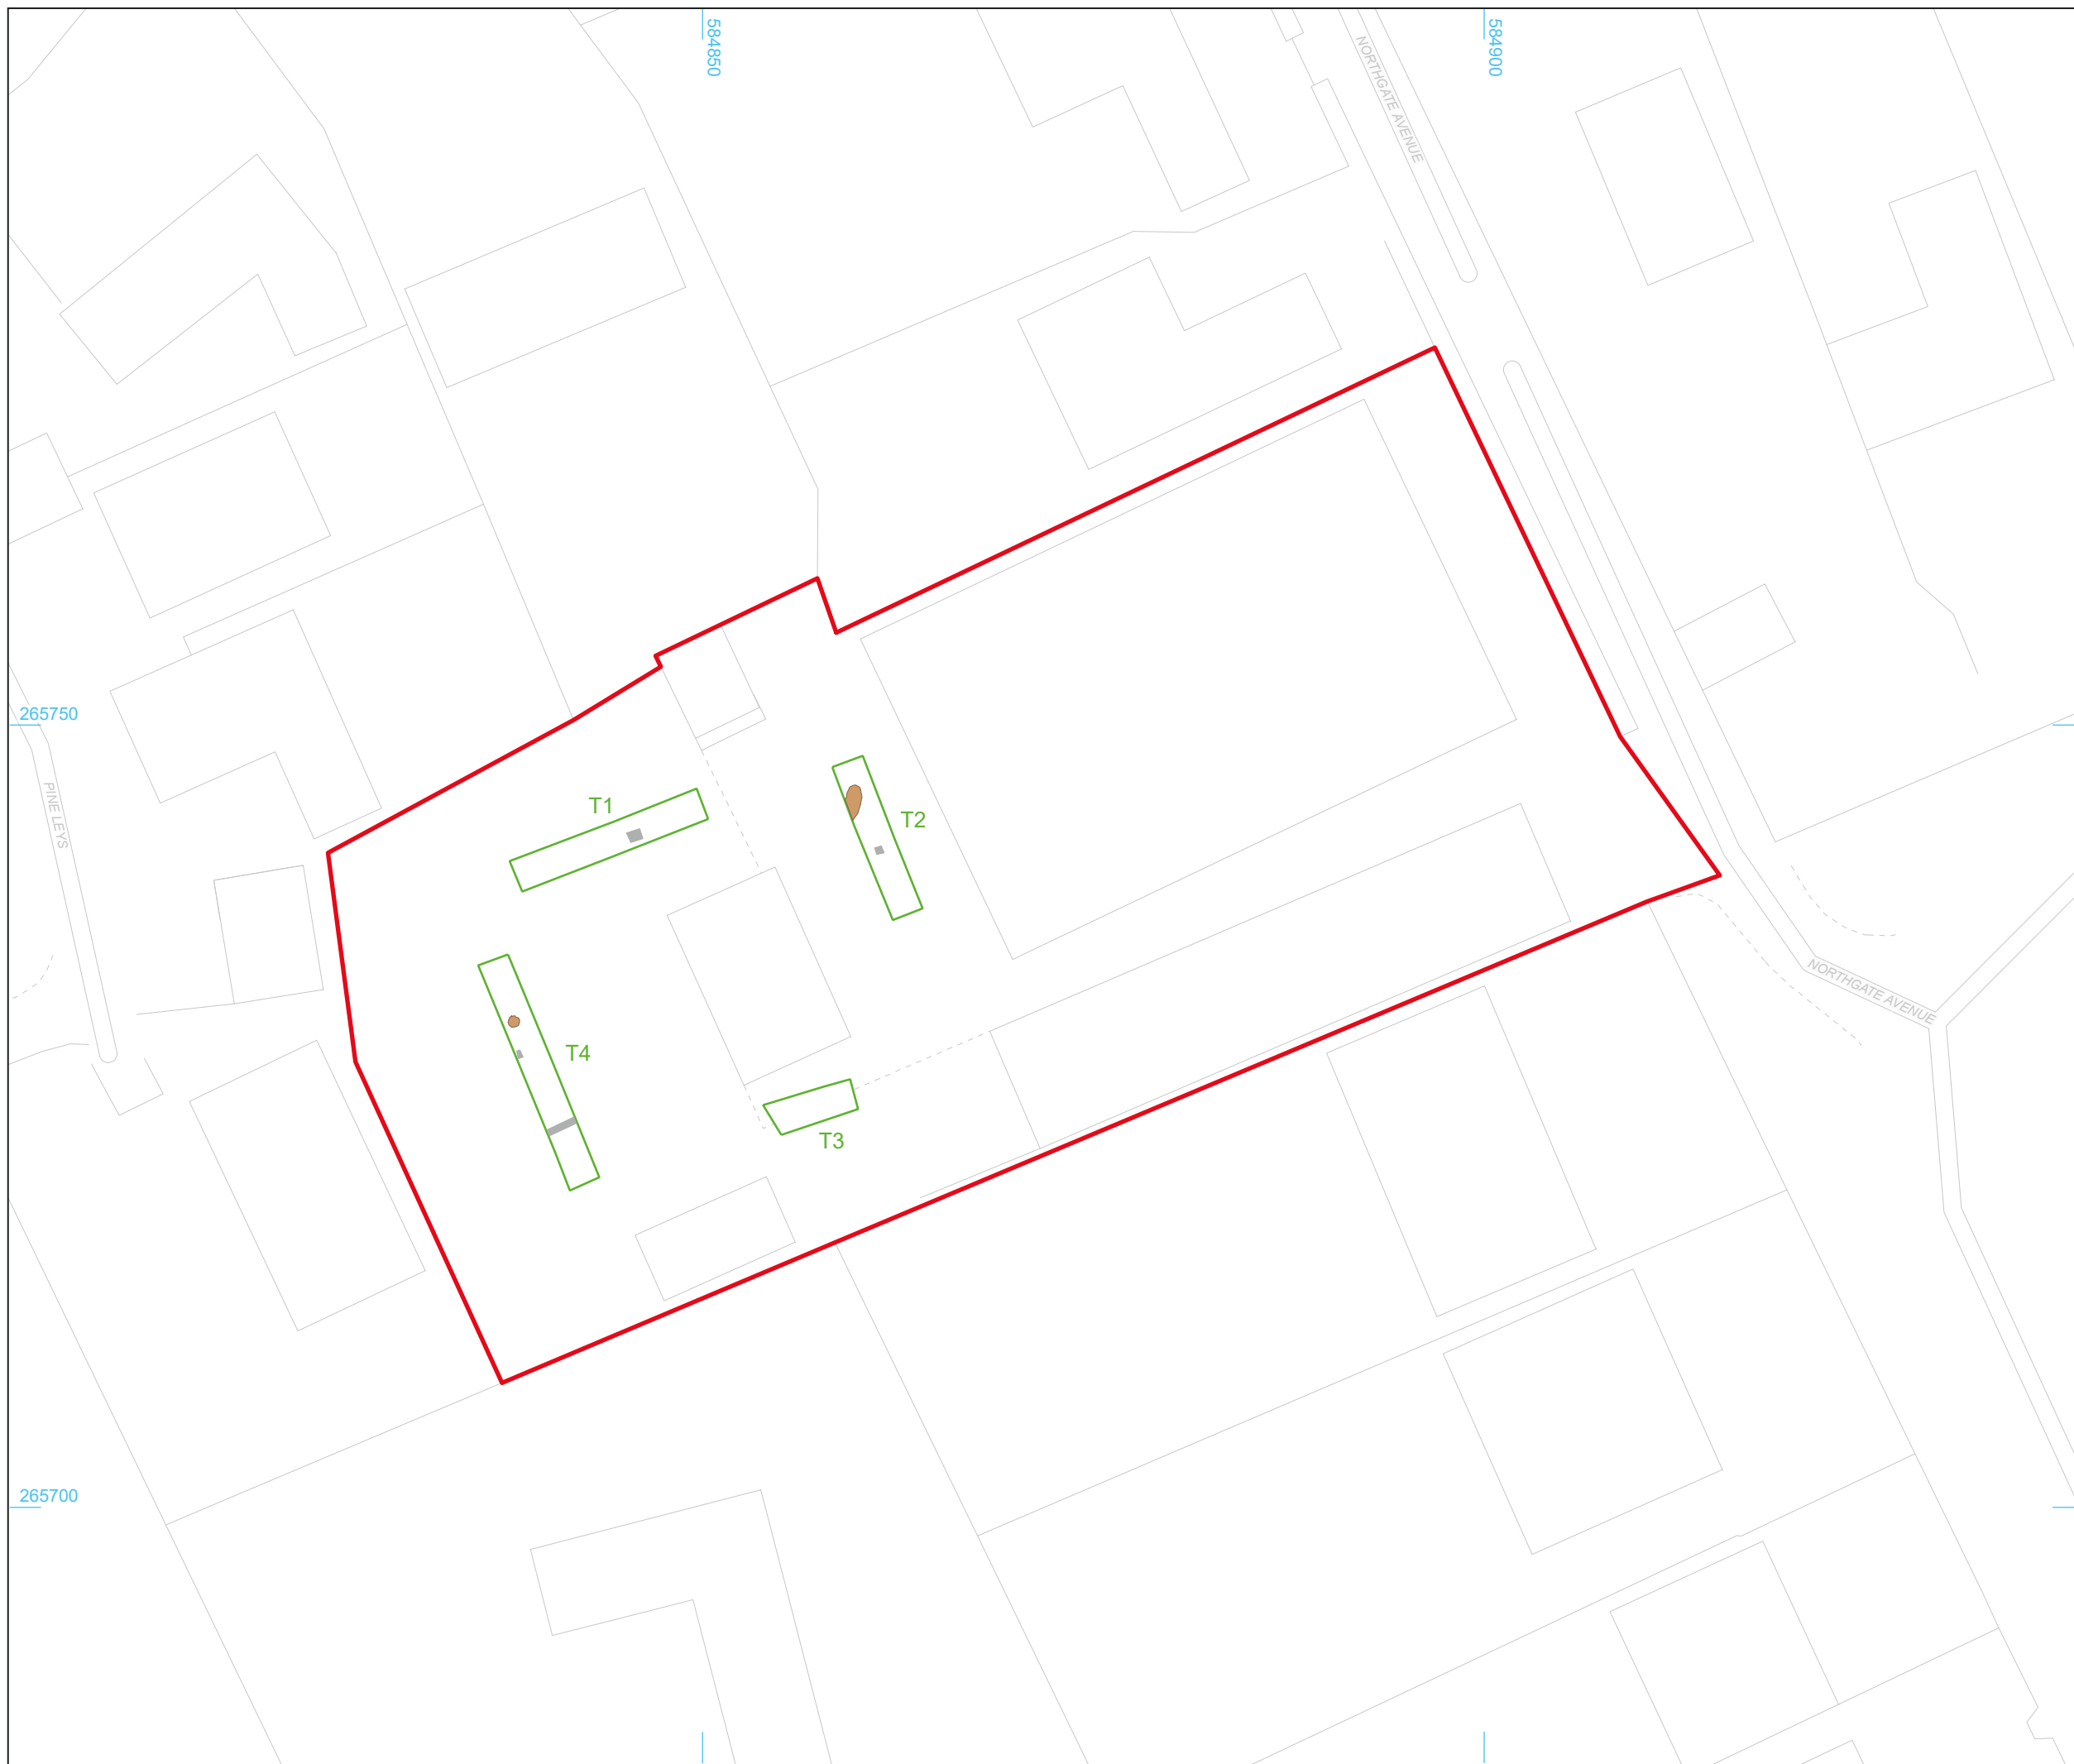 584850
584900
NORTHGATE AVENUE
265750
PINE LEYS
T1
T2
NORTHGATE AVENUE
T4
T3
265700